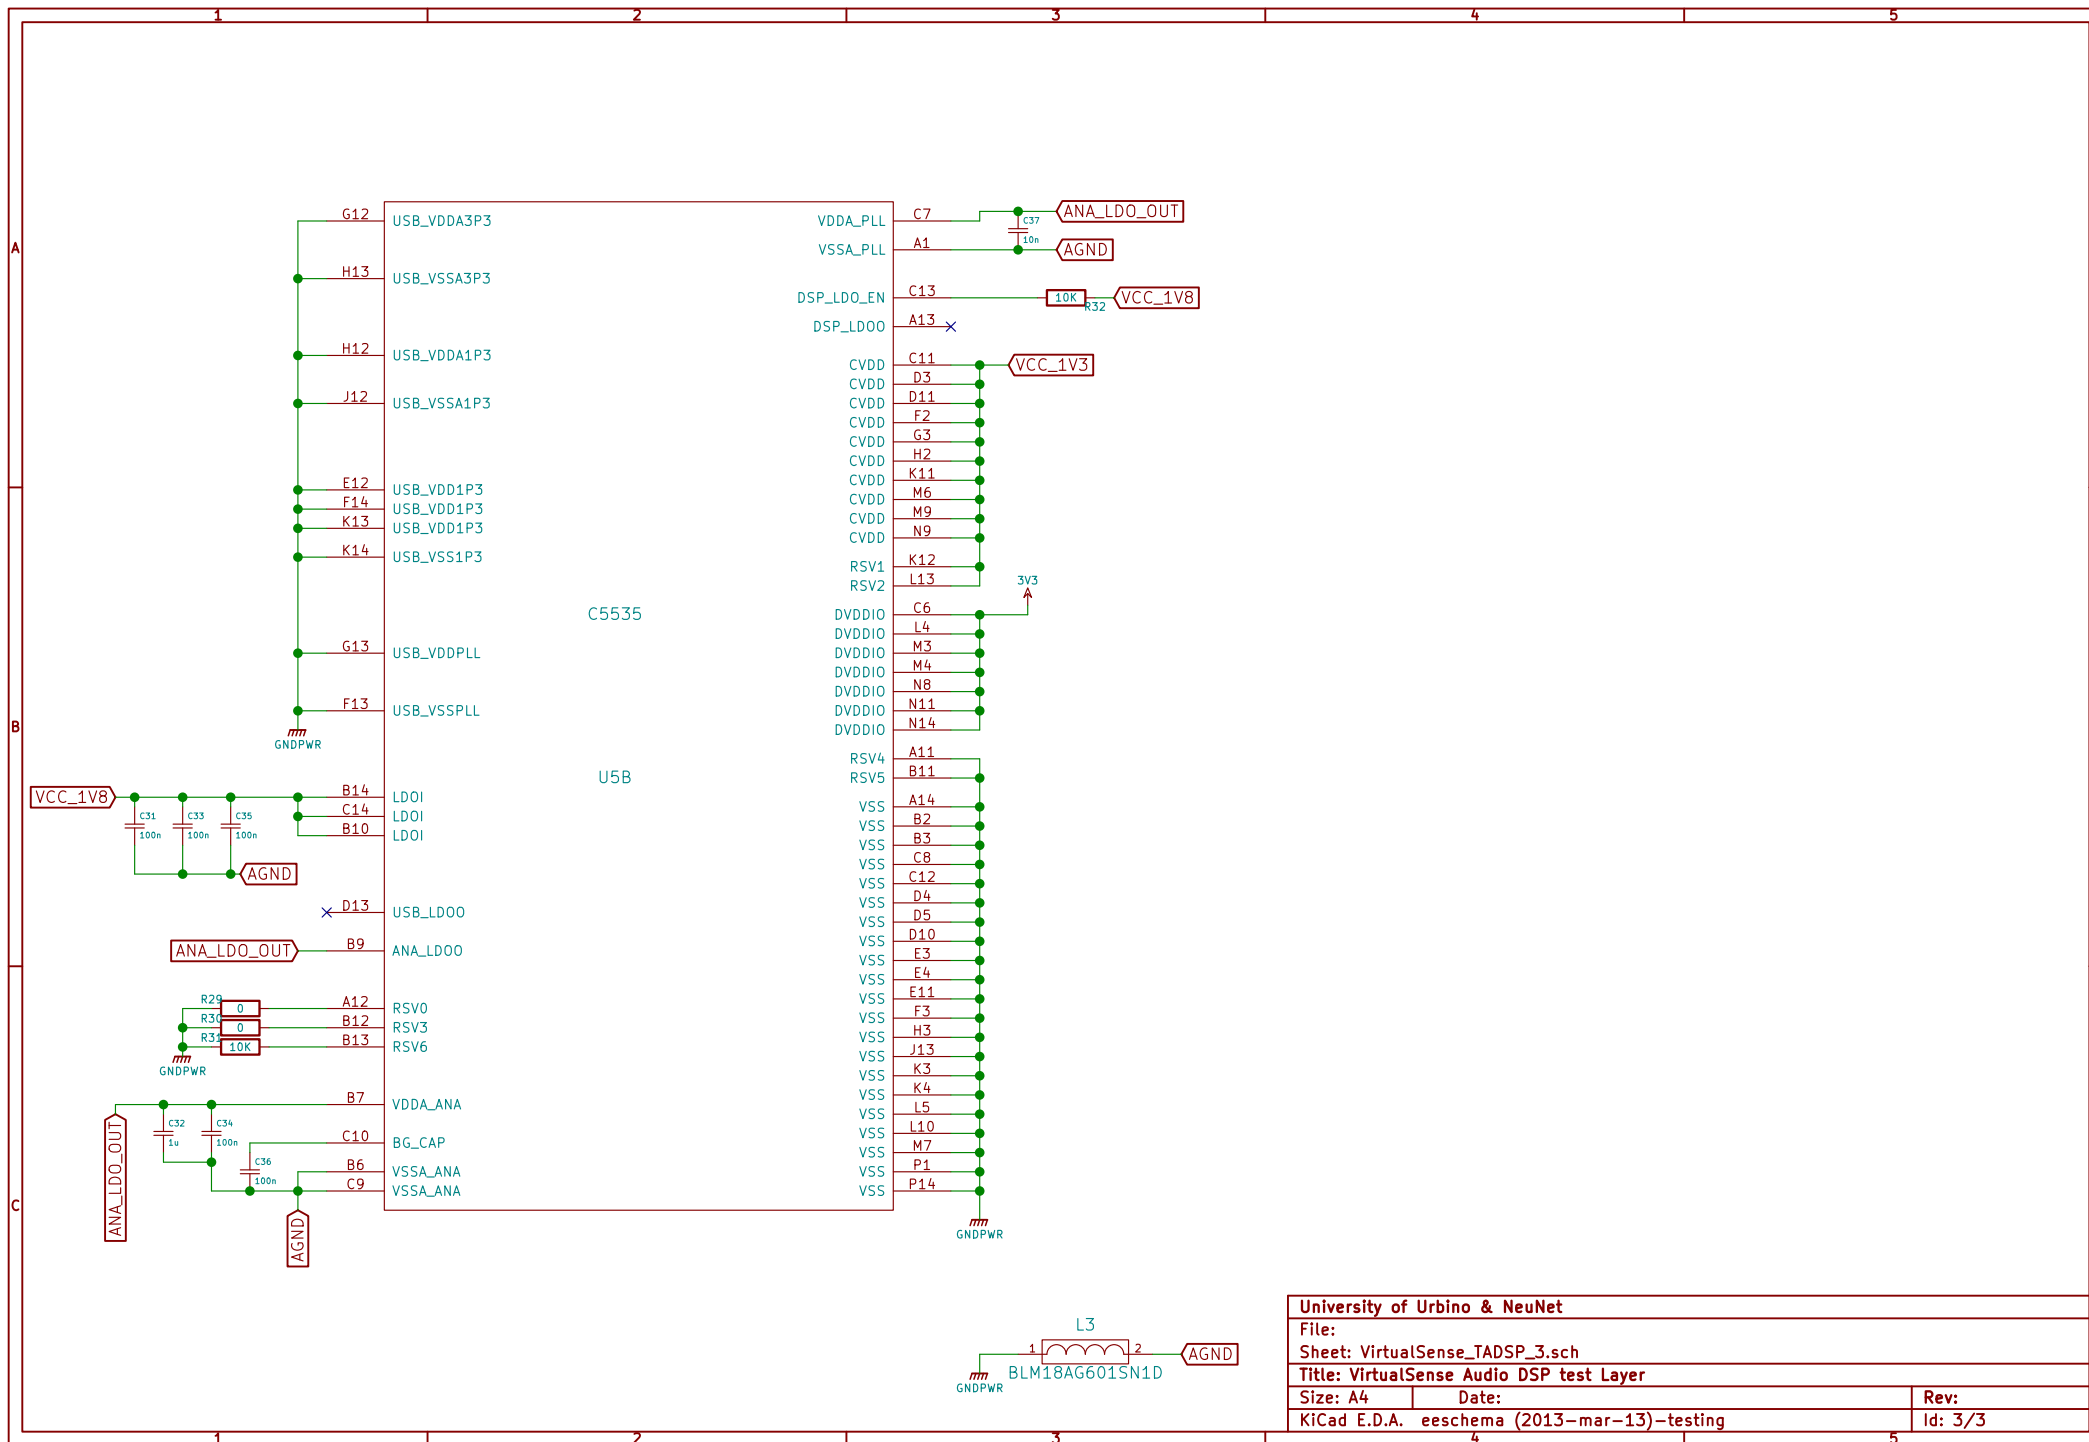 1 2 3 4 5
A
B
C
G12 USB_VDDA3P3
H13 USB_VSSA3P3
H12 USB_VDDA1P3
J12 USB_VSSA1P3
E12 USB_VDD1P3
F14 USB_VDD1P3
K13 USB_VDD1P3
K14 USB_VSS1P3
G13 USB_VDDPLL
F13 USB_VSSPLL
GNDPWR
VCC_1V8
B14 LDOI
C14 LDOI
B10 LDOI
C31 C33 C35
100n 100n 100n
AGND
D13 USB_LDOO
ANA_LDO_OUT B9 ANA_LDOO
R29 0 A12 RSV0
R30 0 B12 RSV3
R31 10K B13 RSV6
GNDPWR
B7 VDDA_ANA
C32 C34
1u 100n
C10 BG_CAP
C36
100n
B6 VSSA_ANA
C9 VSSA_ANA
ANA_LDO_OUT
AGND
C5535
U5B
VDDA_PLL C7 ANA_LDO_OUT
C37
10n
VSSA_PLL A1 AGND
DSP_LDO_EN C13 10K VCC_1V8
R32
DSP_LDOO A13
CVDD C11 VCC_1V3
CVDD D3
CVDD D11
CVDD F2
CVDD G3
CVDD H2
CVDD K11
CVDD M6
CVDD M9
CVDD N9
RSV1 K12
RSV2 L13
3V3
DVDDIO C6
DVDDIO L4
DVDDIO M3
DVDDIO M4
DVDDIO N8
DVDDIO N11
DVDDIO N14
RSV4 A11
RSV5 B11
VSS A14
VSS B2
VSS B3
VSS C8
VSS C12
VSS D4
VSS D5
VSS D10
VSS E3
VSS E4
VSS E11
VSS F3
VSS H3
VSS J13
VSS K3
VSS K4
VSS L5
VSS L10
VSS M7
VSS P1
VSS P14
GNDPWR
L3
1 2 AGND
BLM18AG601SN1D
GNDPWR
University of Urbino & NeuNet
File:
Sheet: VirtualSense_TADSP_3.sch
Title: VirtualSense Audio DSP test Layer
Size: A4 Date: Rev:
KiCad E.D.A. eeschema (2013-mar-13)-testing Id: 3/3
1 2 3 4 5